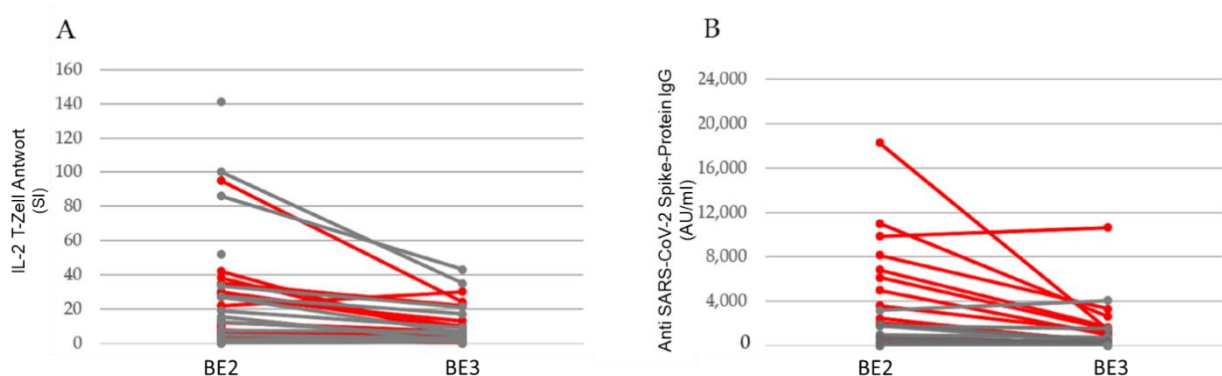 A
IL-2 T-Zell Antwort
(SI)
160
140
120
100
80
60
40
20
0
BE2
BE3
B
Anti SARS-CoV-2 Spike-Protein IgG
(AU/ml)
24,000
20,000
16,000
12,000
8,000
4,000
0
BE2
BE3